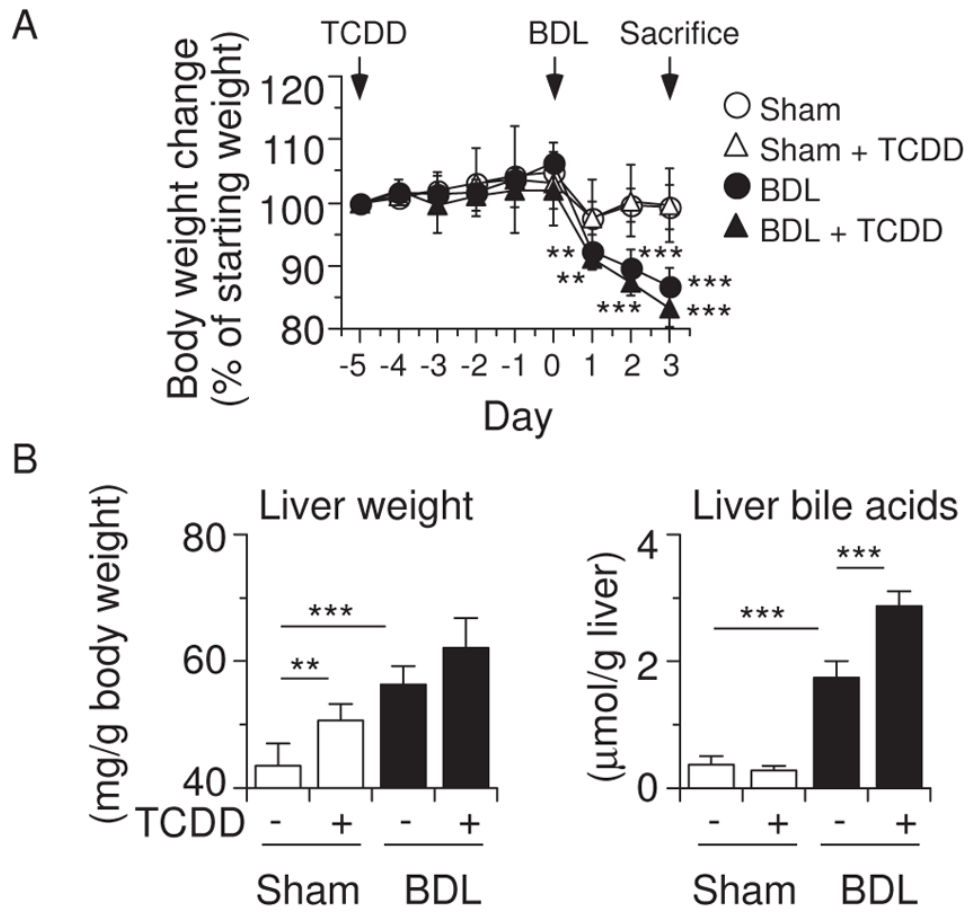 A
TCDD BDL Sacrifice
Body weight change
(% of starting weight)
120
110
100
90
80
Sham
Sham + TCDD
BDL
BDL + TCDD
** ***
** ***
*** ***
-5 -4 -3 -2 -1 0 1 2 3
Day
B
Liver weight
(mg/g body weight)
80
60
40
***
**
TCDD - + - +
Sham BDL
Liver bile acids
(μmol/g liver)
4
2
0
***
***
- + - +
Sham BDL